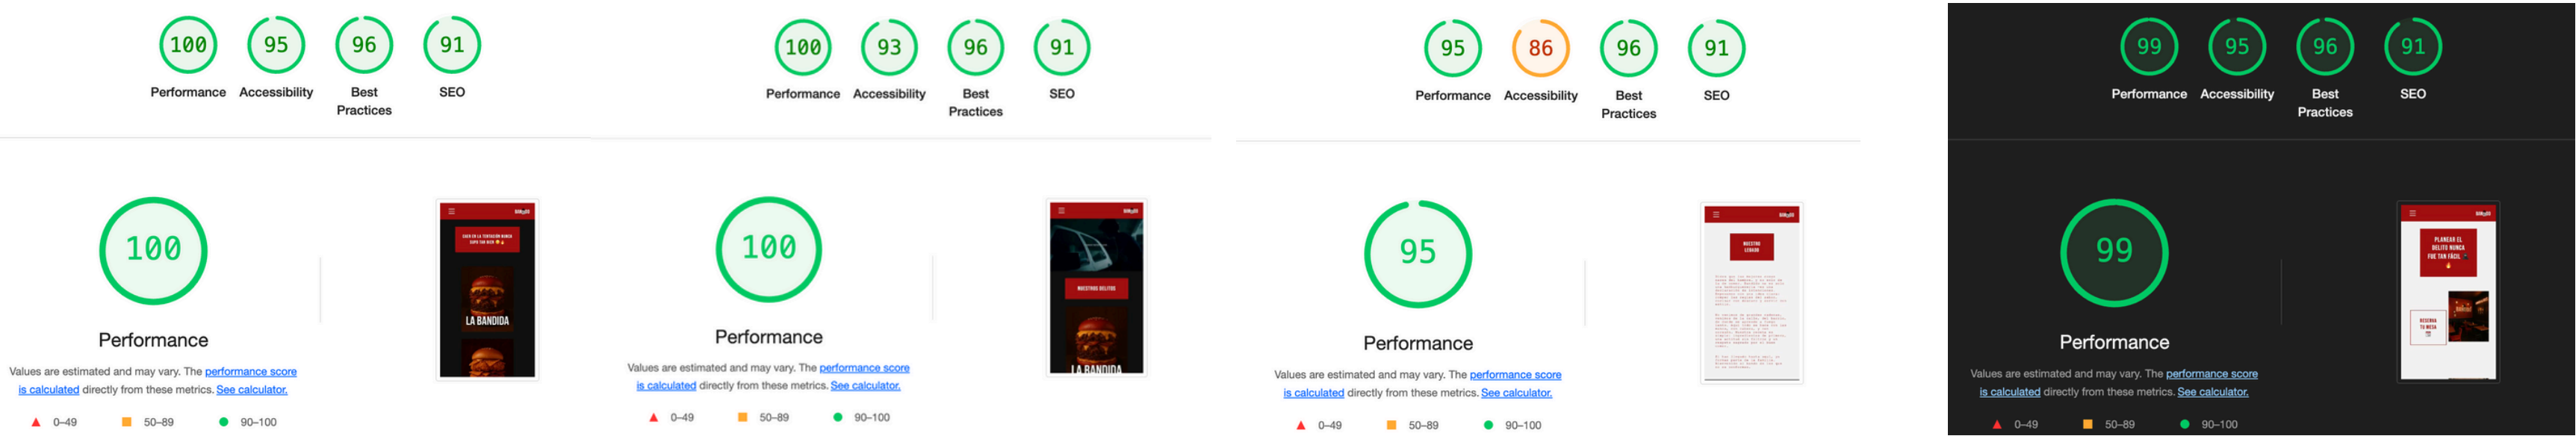 100 95 96 91
Performance Accessibility Best Practices SEO
100
Performance
Values are estimated and may vary. The performance score
is calculated directly from these metrics. See calculator.
0–49 50–89 90–100
LA BANDIDA
100 93 96 91
Performance Accessibility Best Practices SEO
100
Performance
Values are estimated and may vary. The performance score
is calculated directly from these metrics. See calculator.
0–49 50–89 90–100
NUESTROS DELITOS
LA BANDIDA
95 86 96 91
Performance Accessibility Best Practices SEO
95
Performance
Values are estimated and may vary. The performance score
is calculated directly from these metrics. See calculator.
0–49 50–89 90–100
NUESTRO
LEGADO
99 95 96 91
Performance Accessibility Best Practices SEO
99
Performance
Values are estimated and may vary. The performance score
is calculated directly from these metrics. See calculator.
0–49 50–89 90–100
PLANEAR EL
DELITO NUNCA
FUE TAN FÁCIL
RESERVA
TU MESA